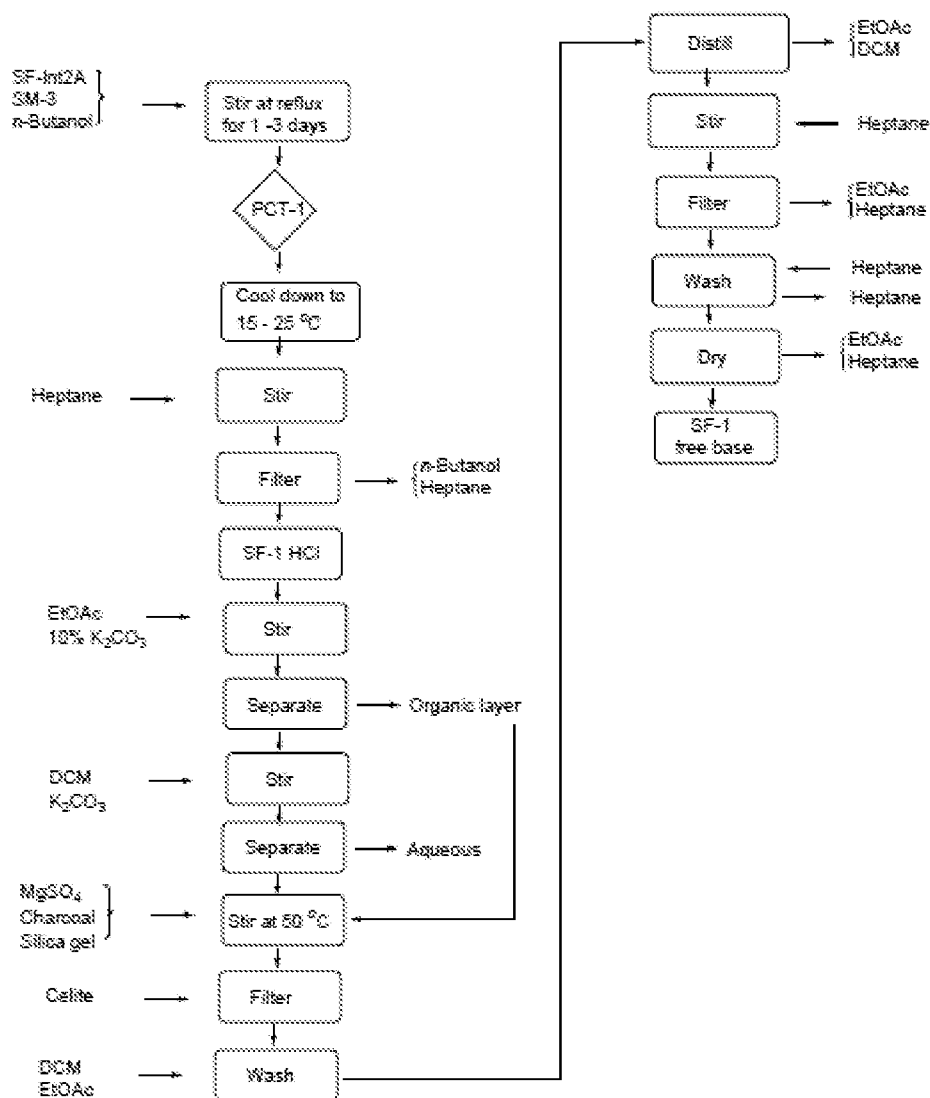 SF-Int2A
SM-3
n-Butanol
Stir at reflux
for 1 -3 days
PCT-1
Cool down to
15 - 25 °C
Heptane
Stir
Filter
n-Butanol
Heptane
SF-1 HCl
EtOAc
10% K₂CO₃
Stir
Separate
Organic layer
DCM
K₂CO₃
Stir
Separate
Aqueous
MgSO₄
Charcoal
Silica gel
Stir at 50 °C
Celite
Filter
DCM
EtOAc
Wash
Distill
EtOAc
DCM
Stir
Heptane
Filter
EtOAc
Heptane
Wash
Heptane
Heptane
Dry
EtOAc
Heptane
SF-1
free base